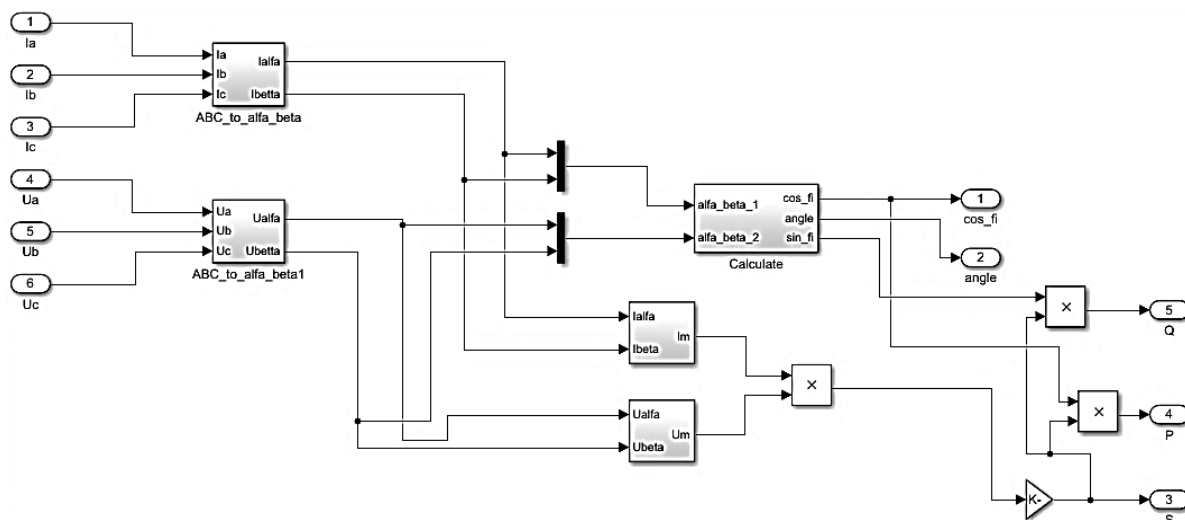 1
Ia
2
Ib
3
Ic
4
Ua
5
Ub
6
Uc
Ia
Ib
Ic
Ialfa
Ibetta
ABC_to_alfa_beta
Ua
Ub
Uc
Ualfa
Ubetta
ABC_to_alfa_beta1
alfa_beta_1
alfa_beta_2
cos_fi
angle
sin_fi
Calculate
1
cos_fi
2
angle
Ialfa
Ibeta
Im
Ualfa
Ubeta
Um
×
×
×
K-
5
Q
4
P
3
S